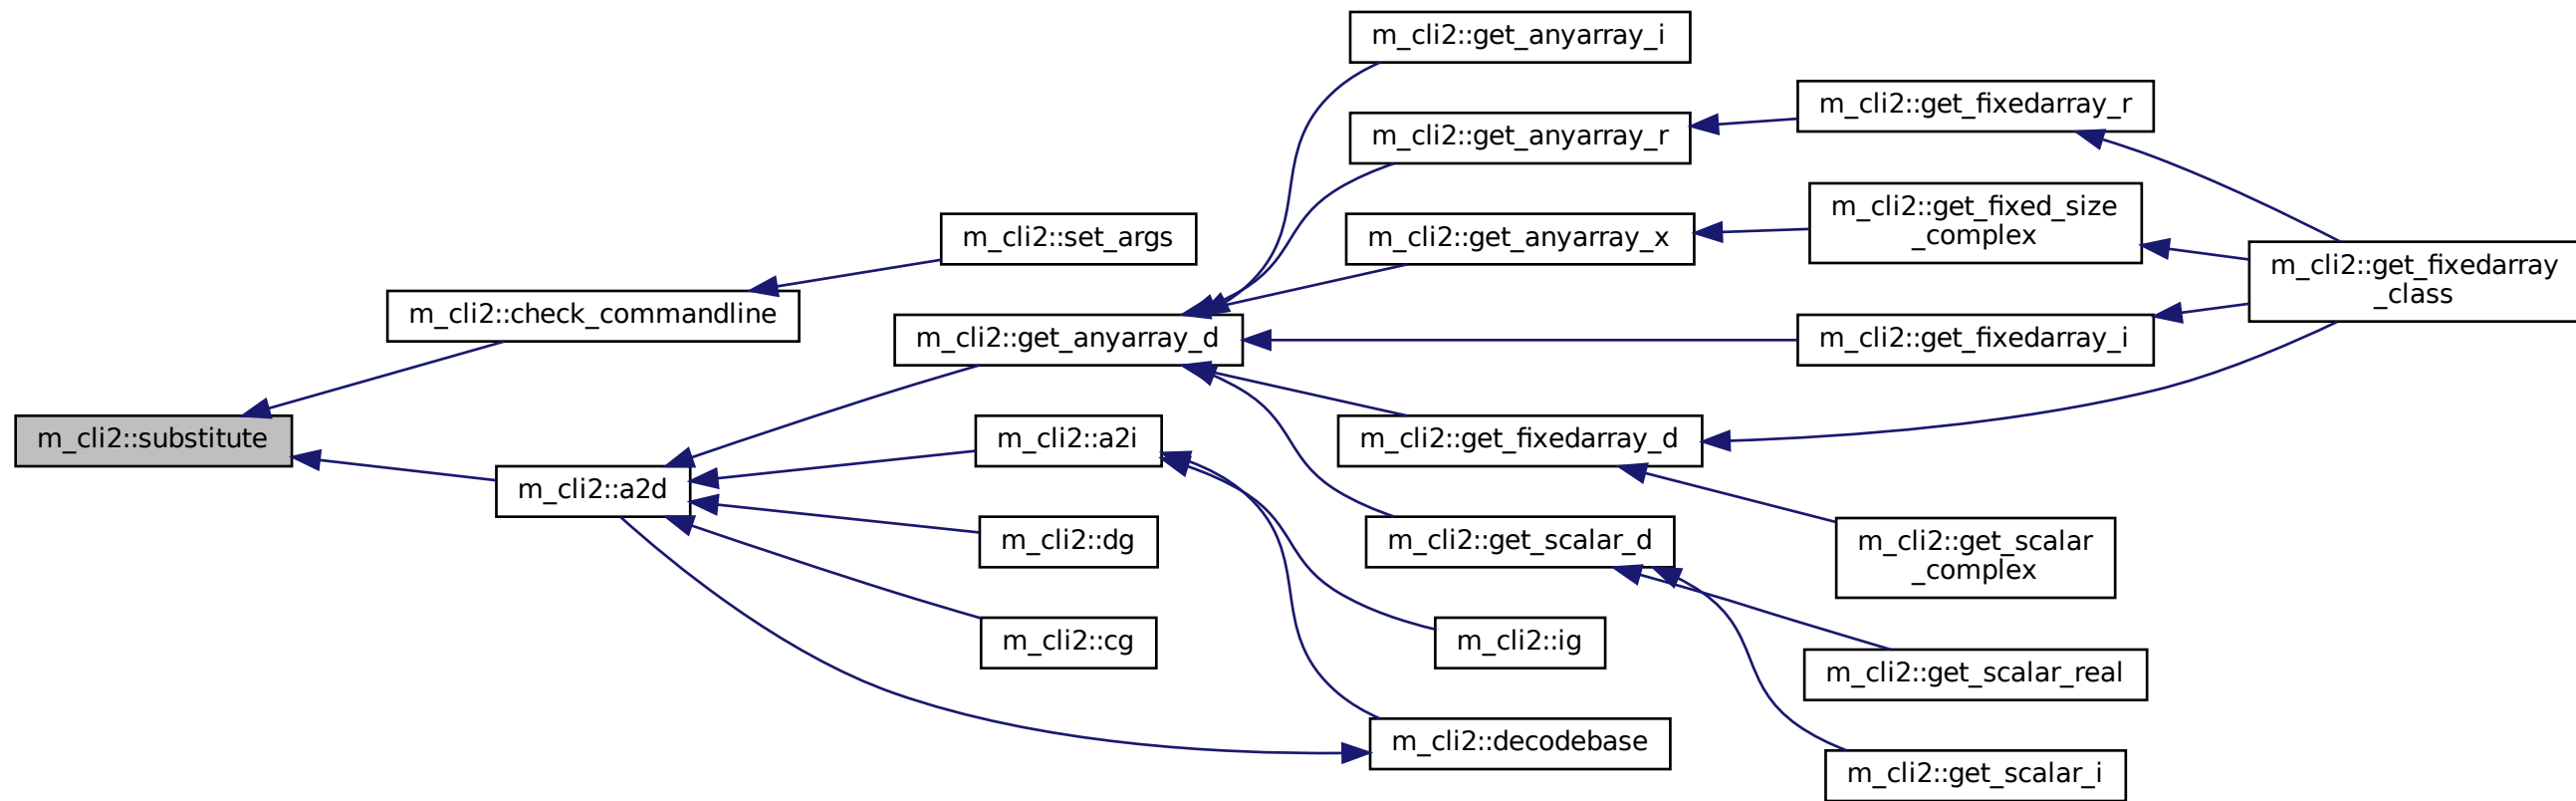 m_cli2::get_anyarray_i
m_cli2::get_fixedarray_r
m_cli2::get_anyarray_r
m_cli2::get_fixed_size
_complex
m_cli2::set_args
m_cli2::get_anyarray_x
m_cli2::get_fixedarray
_class
m_cli2::check_commandline
m_cli2::get_anyarray_d
m_cli2::get_fixedarray_i
m_cli2::substitute
m_cli2::a2i
m_cli2::get_fixedarray_d
m_cli2::a2d
m_cli2::dg
m_cli2::get_scalar_d
m_cli2::get_scalar
_complex
m_cli2::cg
m_cli2::ig
m_cli2::get_scalar_real
m_cli2::decodebase
m_cli2::get_scalar_i